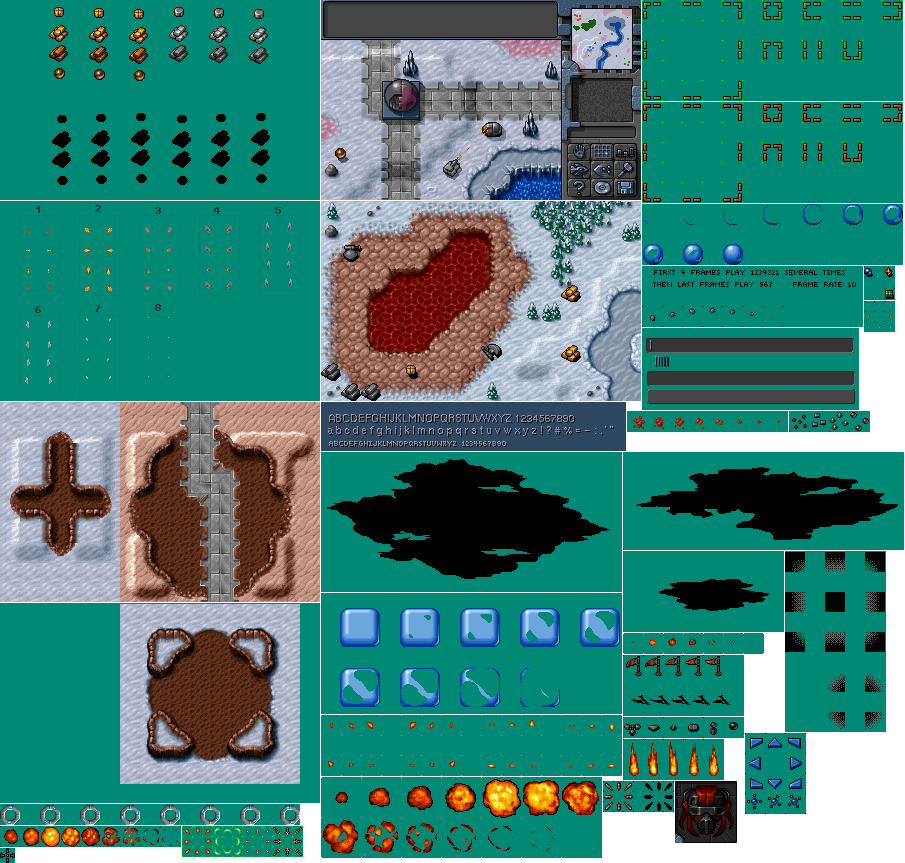 1 2 3 4 5
6 7 8
FIRST 4 FRAMES PLAY 1234321 SEVERAL TIMES
THEN LAST FRAMES PLAY 567 FRAME RATE: 10
ABCDEFGHIJKLMNOPQRSTUVWXYZ 1234567890
abcdefghijklmnopqrstuvwxyz!?#%=-:.'"
ABCDEFGHIJKLMNOPQRSTUVWXYZ 1234567890